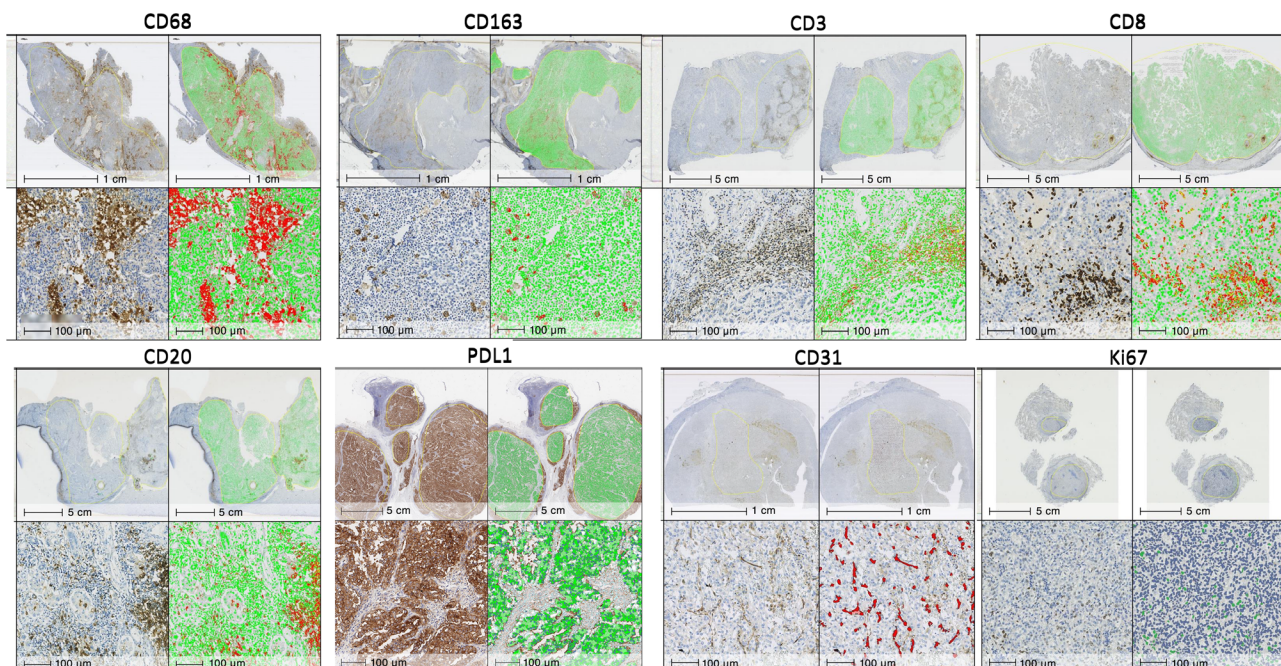 CD68 CD163 CD3 CD8
1 cm 1 cm 1 cm 1 cm 5 cm 5 cm 5 cm 5 cm
100 µm 100 µm 100 µm 100 µm 100 µm 100 µm 100 µm 100 µm
CD20 PDL1 CD31 Ki67
5 cm 5 cm 5 cm 5 cm 1 cm 1 cm 5 cm 5 cm
100 µm 100 µm 100 µm 100 µm 100 µm 100 µm 100 µm 100 µm